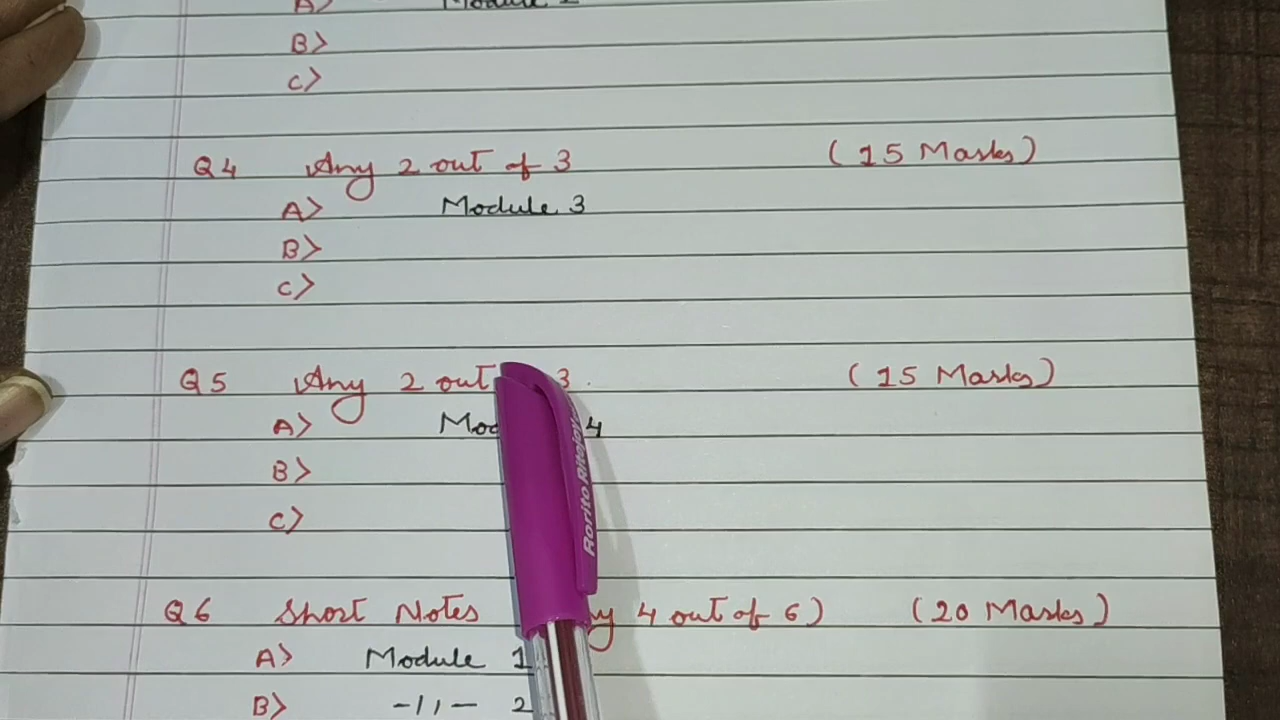 A>
B>
C>
Q4 Any 2 out of 3 (15 Marks)
A> Module 3
B>
C>
Q5 Any 2 out 3. (15 Marks)
A> 4
B>
C>
Q6 Short Notes 4 out of 6) (20 Marks)
A> Module 1
B> -11- 2
Rorito